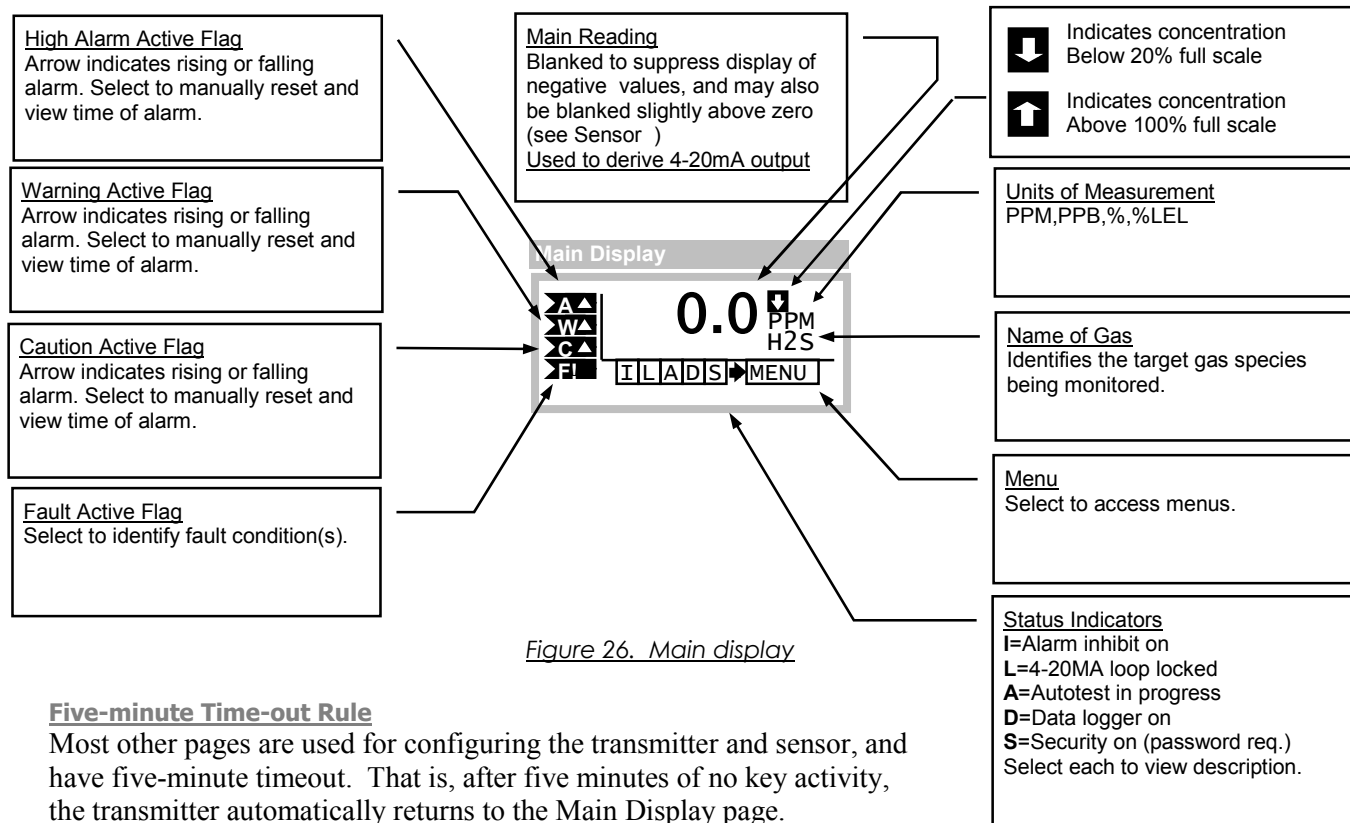 High Alarm Active Flag
Arrow indicates rising or falling
alarm. Select to manually reset and
view time of alarm.
Warning Active Flag
Arrow indicates rising or falling
alarm. Select to manually reset and
view time of alarm.
Caution Active Flag
Arrow indicates rising or falling
alarm. Select to manually reset and
view time of alarm.
Fault Active Flag
Select to identify fault condition(s).
Main Reading
Blanked to suppress display of
negative values, and may also
be blanked slightly above zero
(see Sensor )
Used to derive 4-20mA output
Main Display
A
W
C
F!
0.0
PPM
H2S
I L A D S MENU
Indicates concentration
Below 20% full scale
Indicates concentration
Above 100% full scale
Units of Measurement
PPM,PPB,%,%LEL
Name of Gas
Identifies the target gas species
being monitored.
Menu
Select to access menus.
Status Indicators
I=Alarm inhibit on
L=4-20MA loop locked
A=Autotest in progress
D=Data logger on
S=Security on (password req.)
Select each to view description.
Figure 26. Main display
Five-minute Time-out Rule
Most other pages are used for configuring the transmitter and sensor, and
have five-minute timeout. That is, after five minutes of no key activity,
the transmitter automatically returns to the Main Display page.